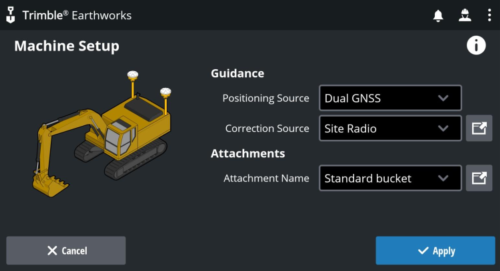 Trimble® Earthworks
Machine Setup
Guidance
Positioning Source Dual GNSS
Correction Source Site Radio
Attachments
Attachment Name Standard bucket
Cancel Apply